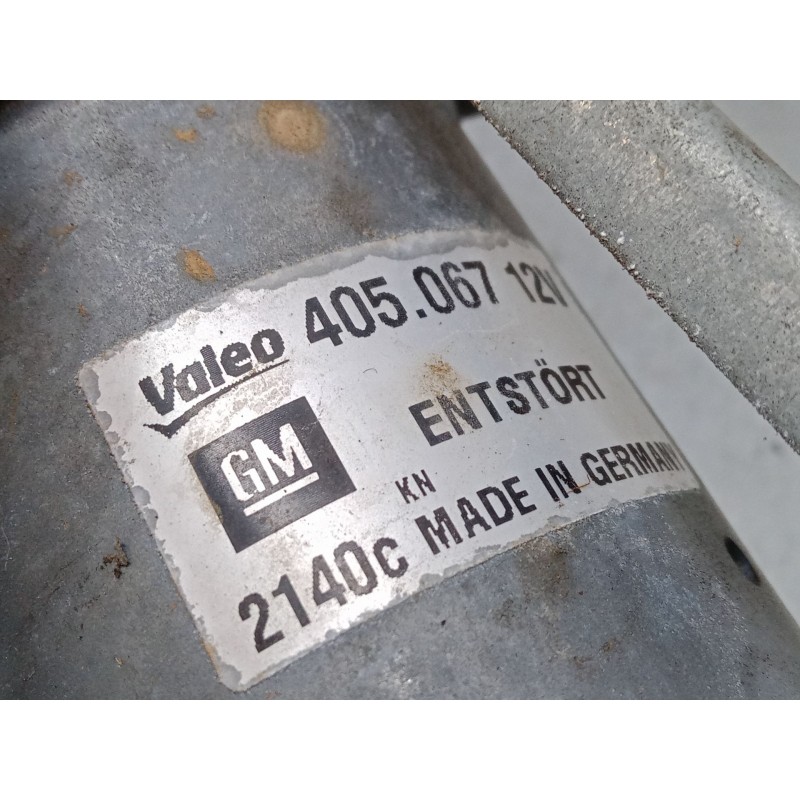 Valeo 405.067 12V
GM ENTSTÖRT
KN
2140c MADE IN GERMANY